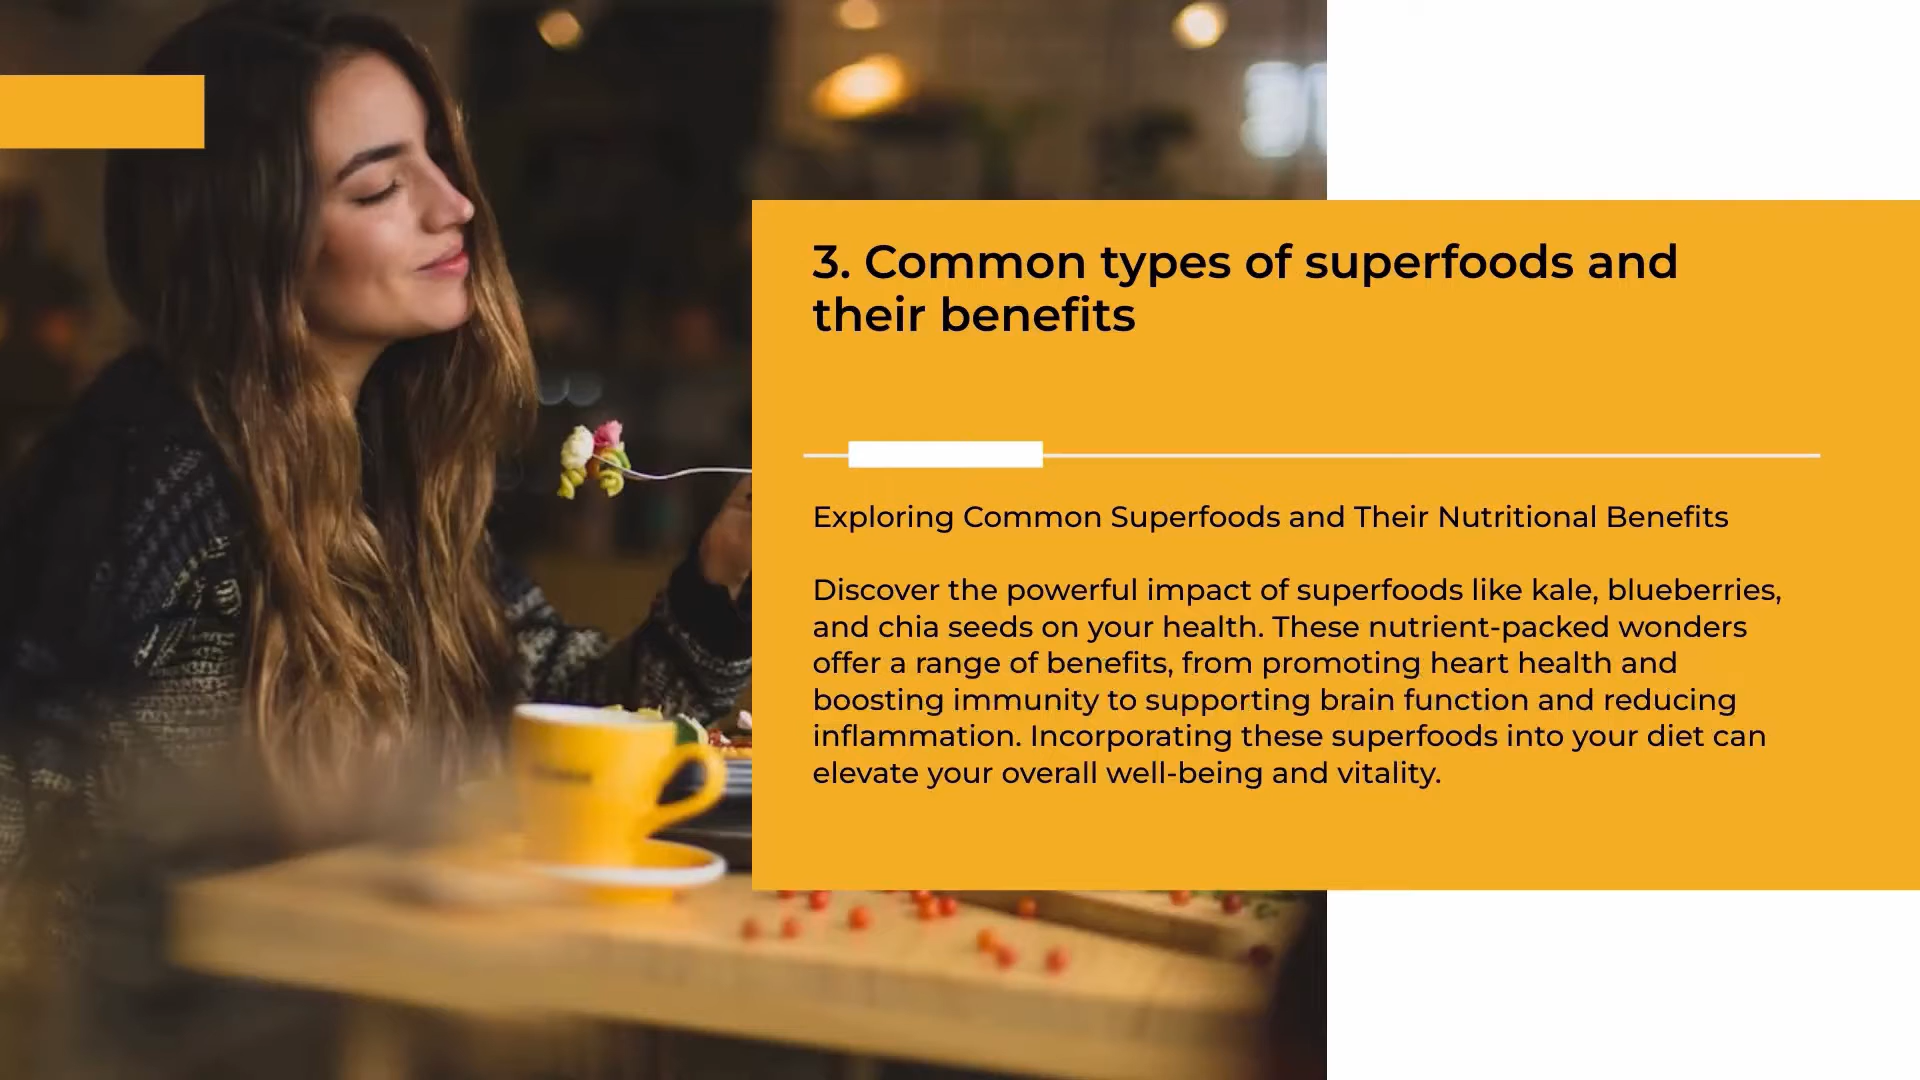 3. Common types of superfoods and
their benefits
Exploring Common Superfoods and Their Nutritional Benefits
Discover the powerful impact of superfoods like kale, blueberries,
and chia seeds on your health. These nutrient-packed wonders
offer a range of benefits, from promoting heart health and
boosting immunity to supporting brain function and reducing
inflammation. Incorporating these superfoods into your diet can
elevate your overall well-being and vitality.